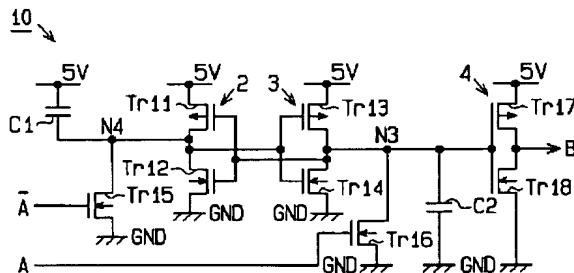 10
5V 5V 5V 5V
C1 Tr11 2 3 Tr13 4 Tr17
N4 N3 B
Tr12 Tr14 Tr18
A Tr15 C2
GND GND Tr16
A GND GND GND